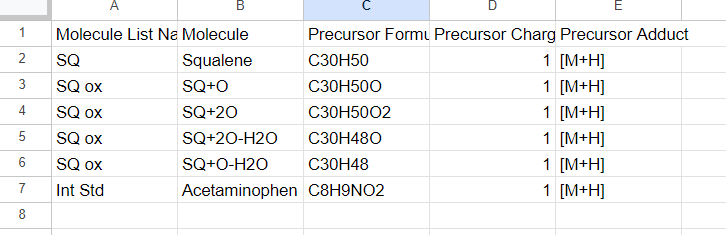 A B C D E
1 Molecule List Na Molecule Precursor Formu Precursor Charg Precursor Adduct
2 SQ Squalene C30H50 1 [M+H]
3 SQ ox SQ+O C30H50O 1 [M+H]
4 SQ ox SQ+2O C30H50O2 1 [M+H]
5 SQ ox SQ+2O-H2O C30H48O 1 [M+H]
6 SQ ox SQ+O-H2O C30H48 1 [M+H]
7 Int Std Acetaminophen C8H9NO2 1 [M+H]
8